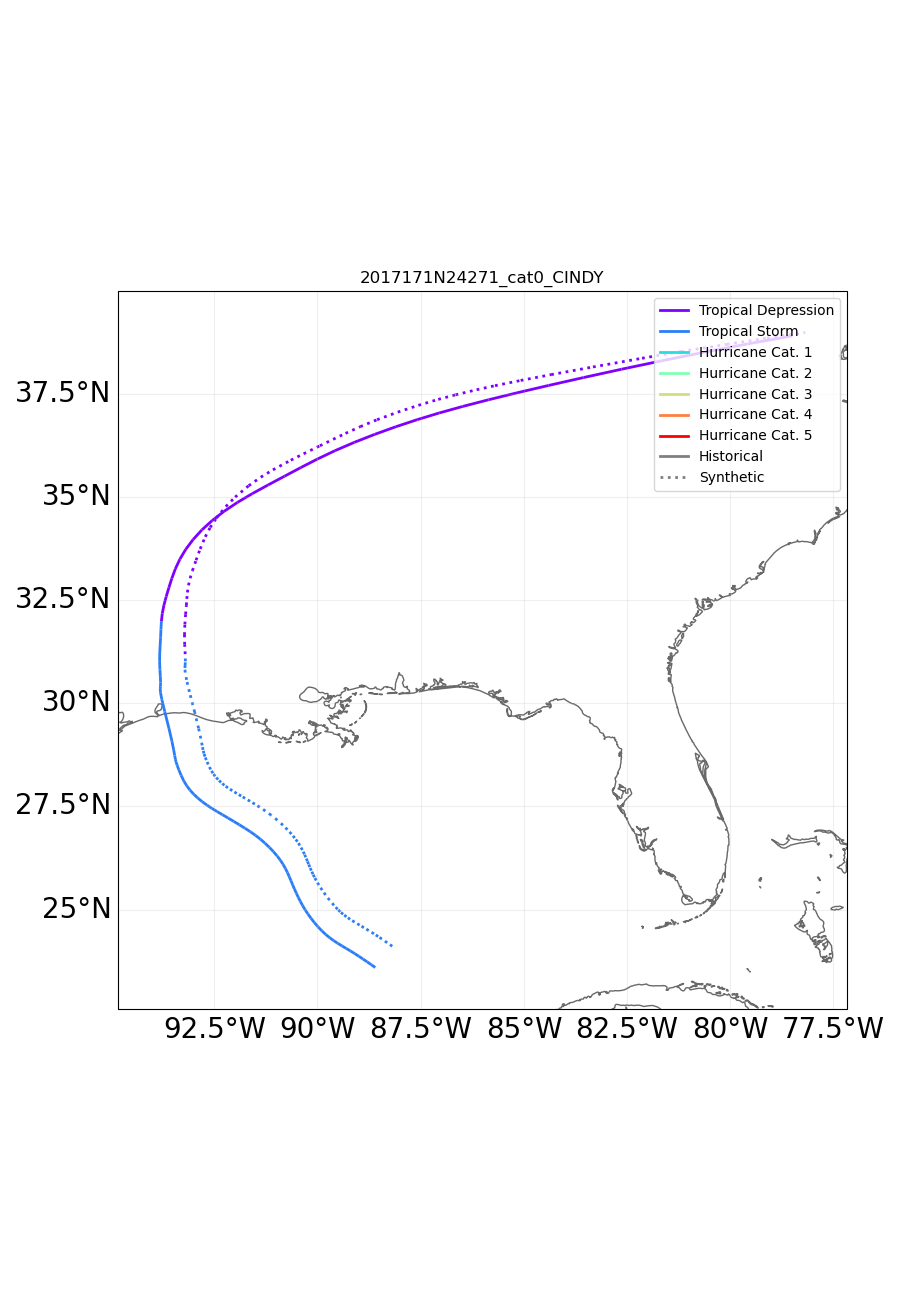 2017171N24271_cat0_CINDY
Tropical Depression
Tropical Storm
Hurricane Cat. 1
Hurricane Cat. 2
Hurricane Cat. 3
Hurricane Cat. 4
Hurricane Cat. 5
Historical
Synthetic
37.5°N
35°N
32.5°N
30°N
27.5°N
25°N
92.5°W 90°W 87.5°W 85°W 82.5°W 80°W 77.5°W